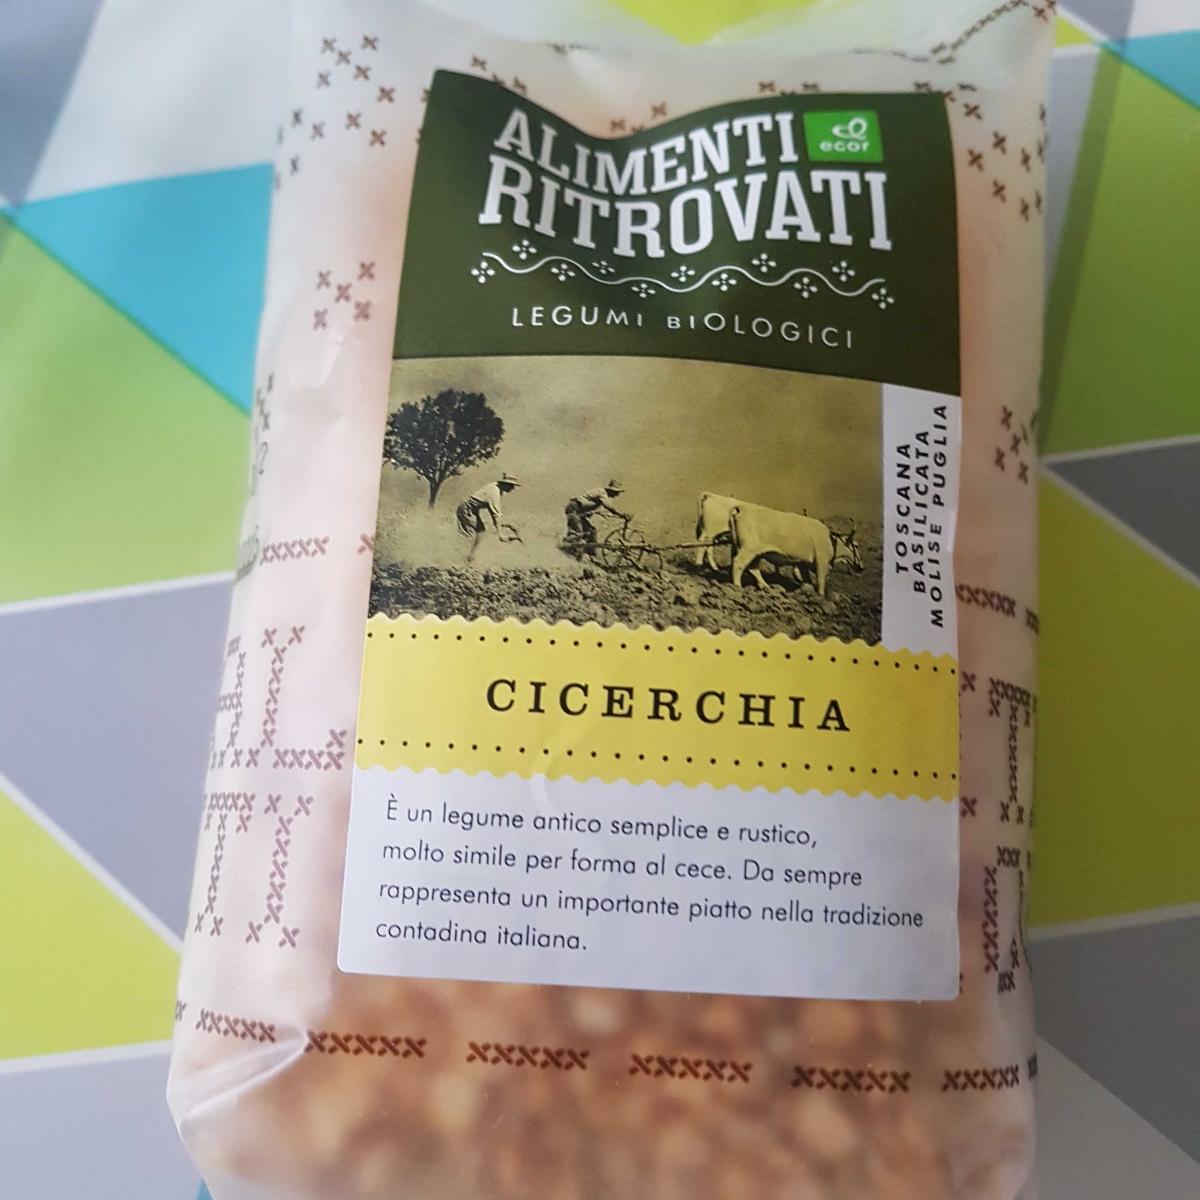 ALIMENTI
ecor
RITROVATI
LEGUMI BIOLOGICI
TOSCANA
BASILICATA
MOLISE PUGLIA
CICERCHIA
È un legume antico semplice e rustico,
molto simile per forma al cece. Da sempre
rappresenta un importante piatto nella tradizione
contadina italiana.